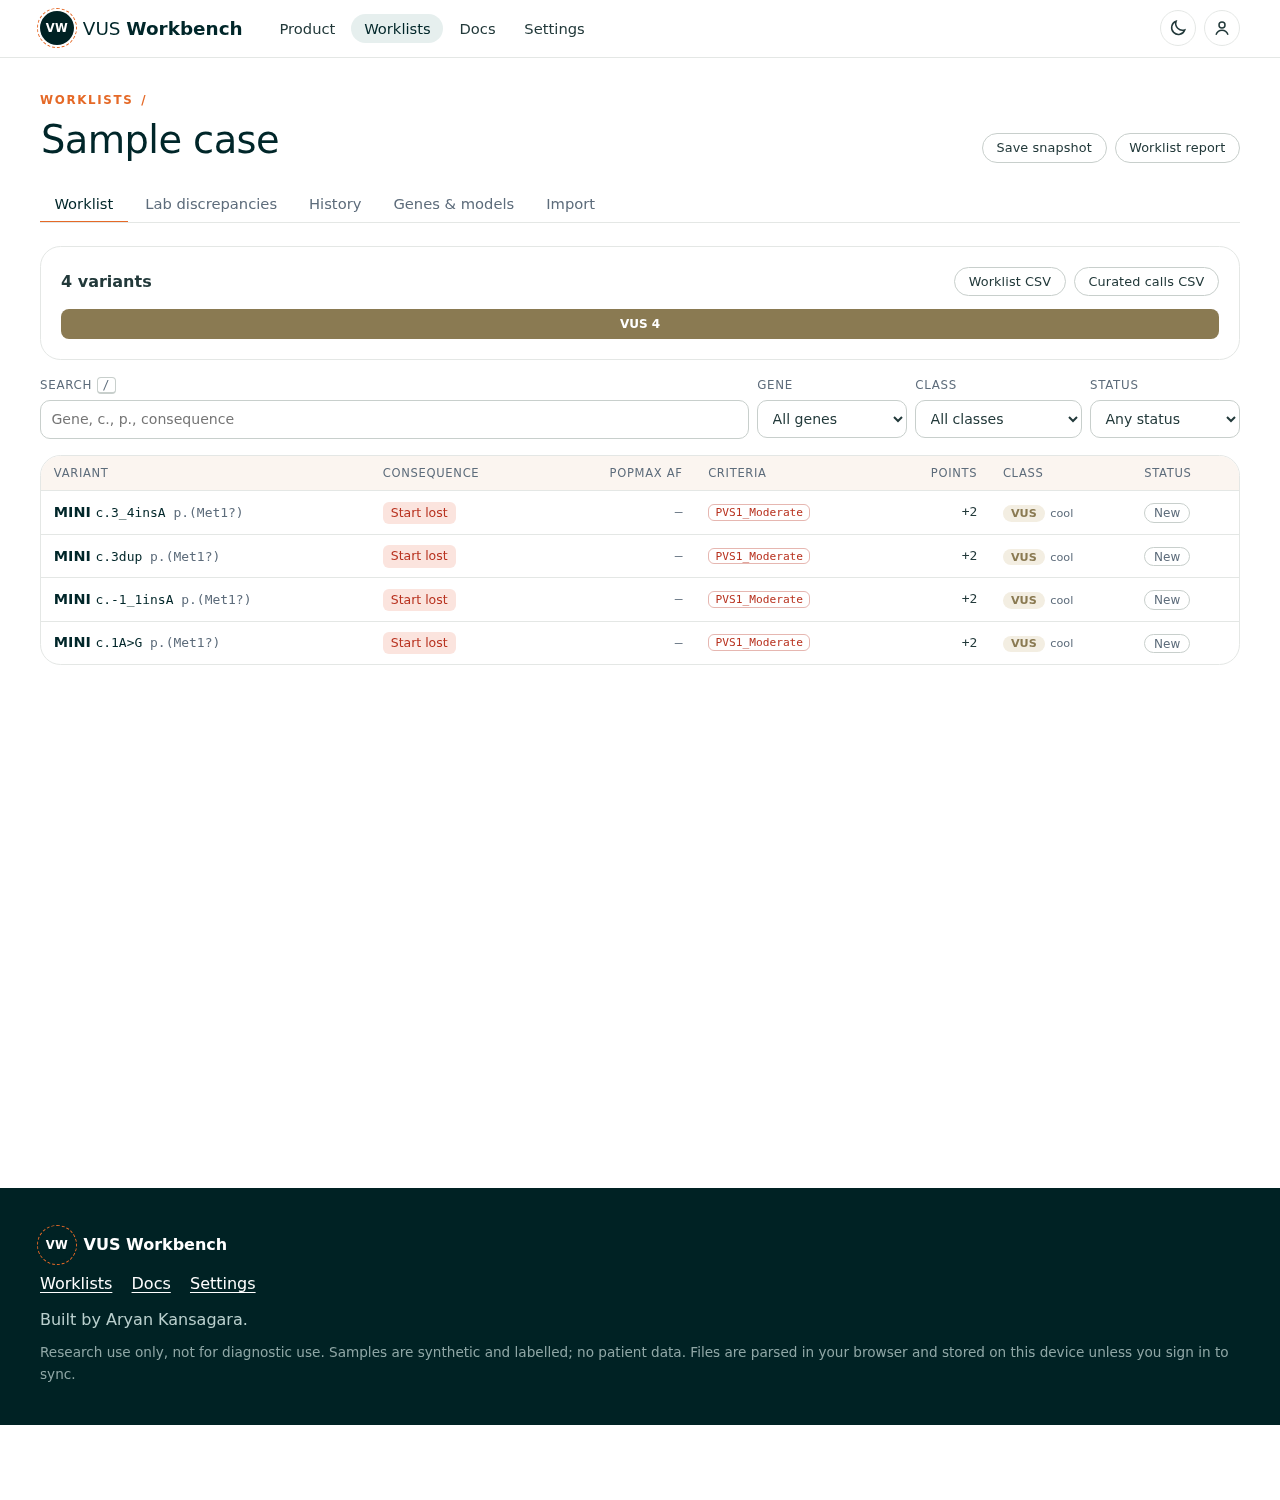 VW VUS Workbench Product Worklists Docs Settings
WORKLISTS /
Sample case
Save snapshot Worklist report
Worklist Lab discrepancies History Genes & models Import
4 variants Worklist CSV Curated calls CSV
VUS 4
SEARCH / GENE CLASS STATUS
Gene, c., p., consequence All genes All classes Any status
VARIANT CONSEQUENCE POPMAX AF CRITERIA POINTS CLASS STATUS
MINI c.3_4insA p.(Met1?) Start lost — PVS1_Moderate +2 VUS cool New
MINI c.3dup p.(Met1?) Start lost — PVS1_Moderate +2 VUS cool New
MINI c.-1_1insA p.(Met1?) Start lost — PVS1_Moderate +2 VUS cool New
MINI c.1A>G p.(Met1?) Start lost — PVS1_Moderate +2 VUS cool New
VW VUS Workbench
Worklists Docs Settings
Built by Aryan Kansagara.
Research use only, not for diagnostic use. Samples are synthetic and labelled; no patient data. Files are parsed in your browser and stored on this device unless you sign in to
sync.